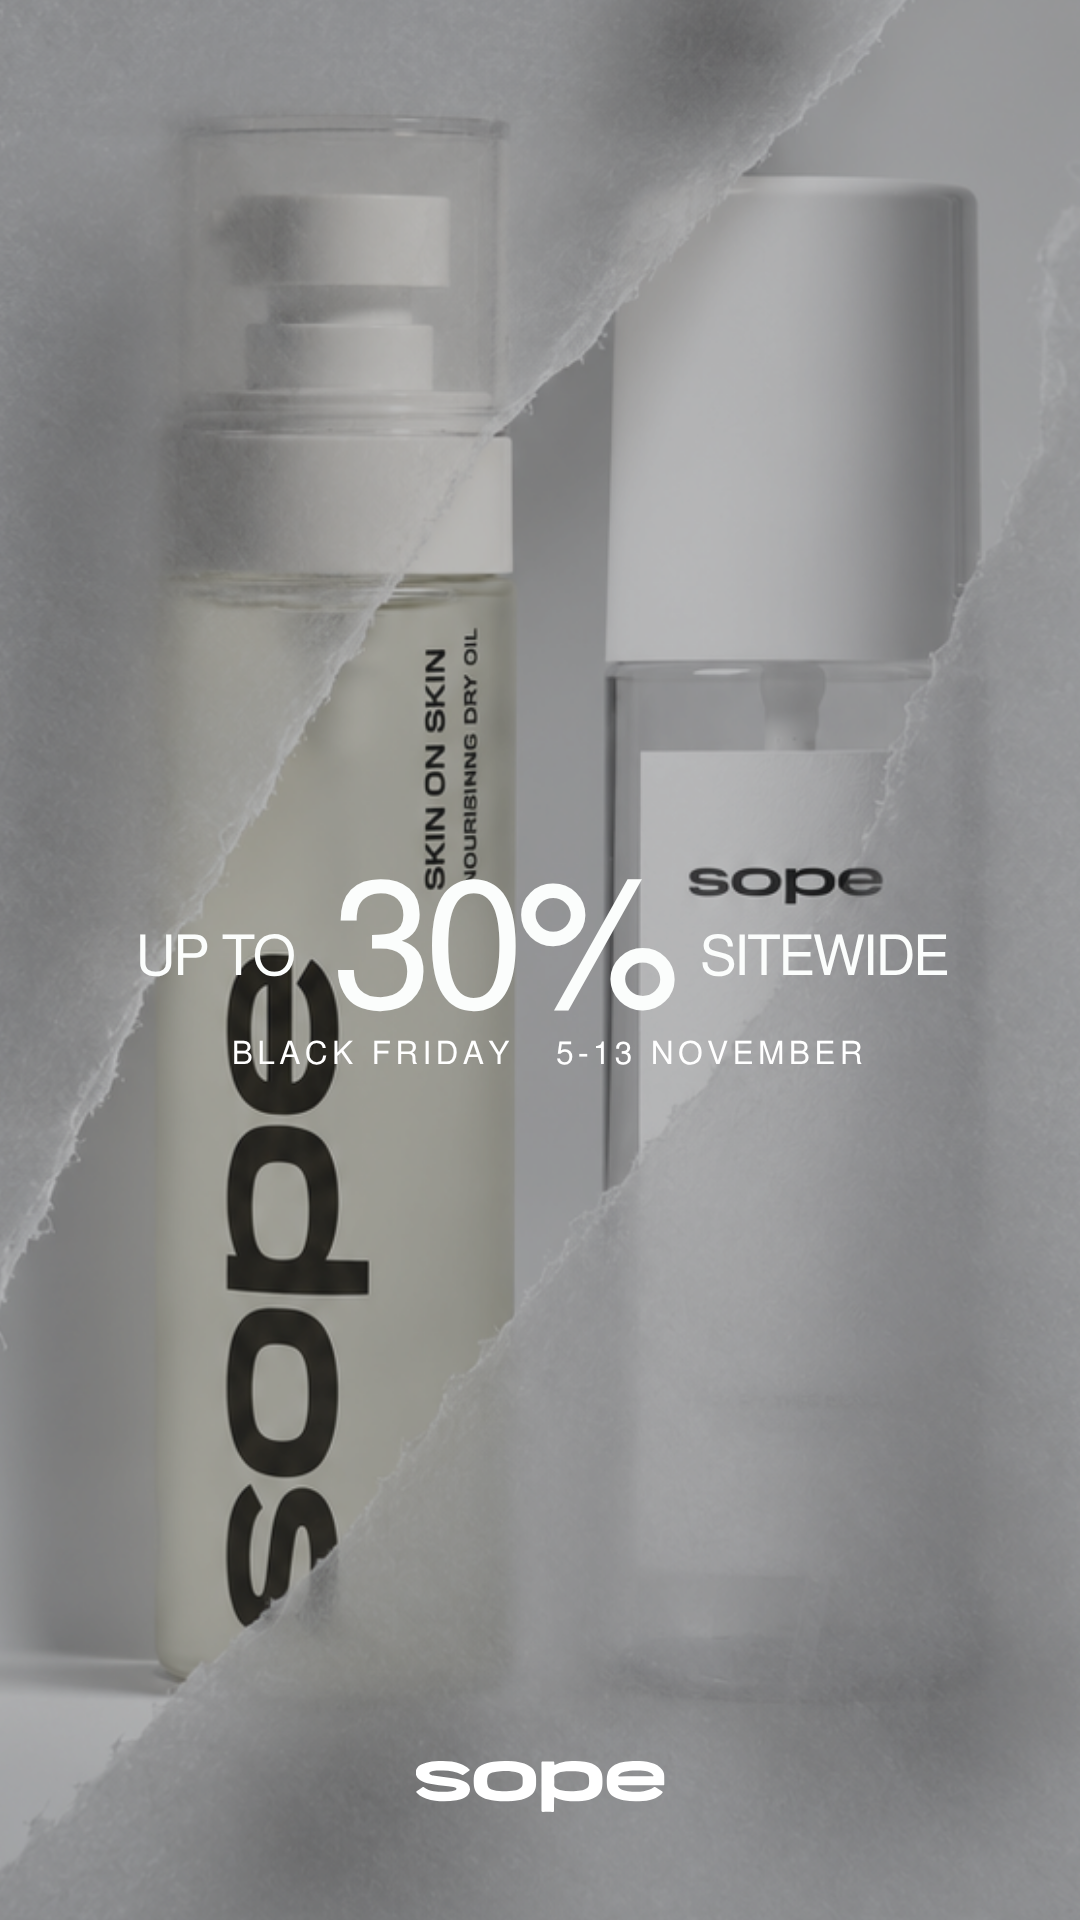 SKIN ON SKIN
NOURISINNG DRY OIL
sope
sope
UP TO 30% SITEWIDE
BLACK FRIDAY 5-13 NOVEMBER
sope